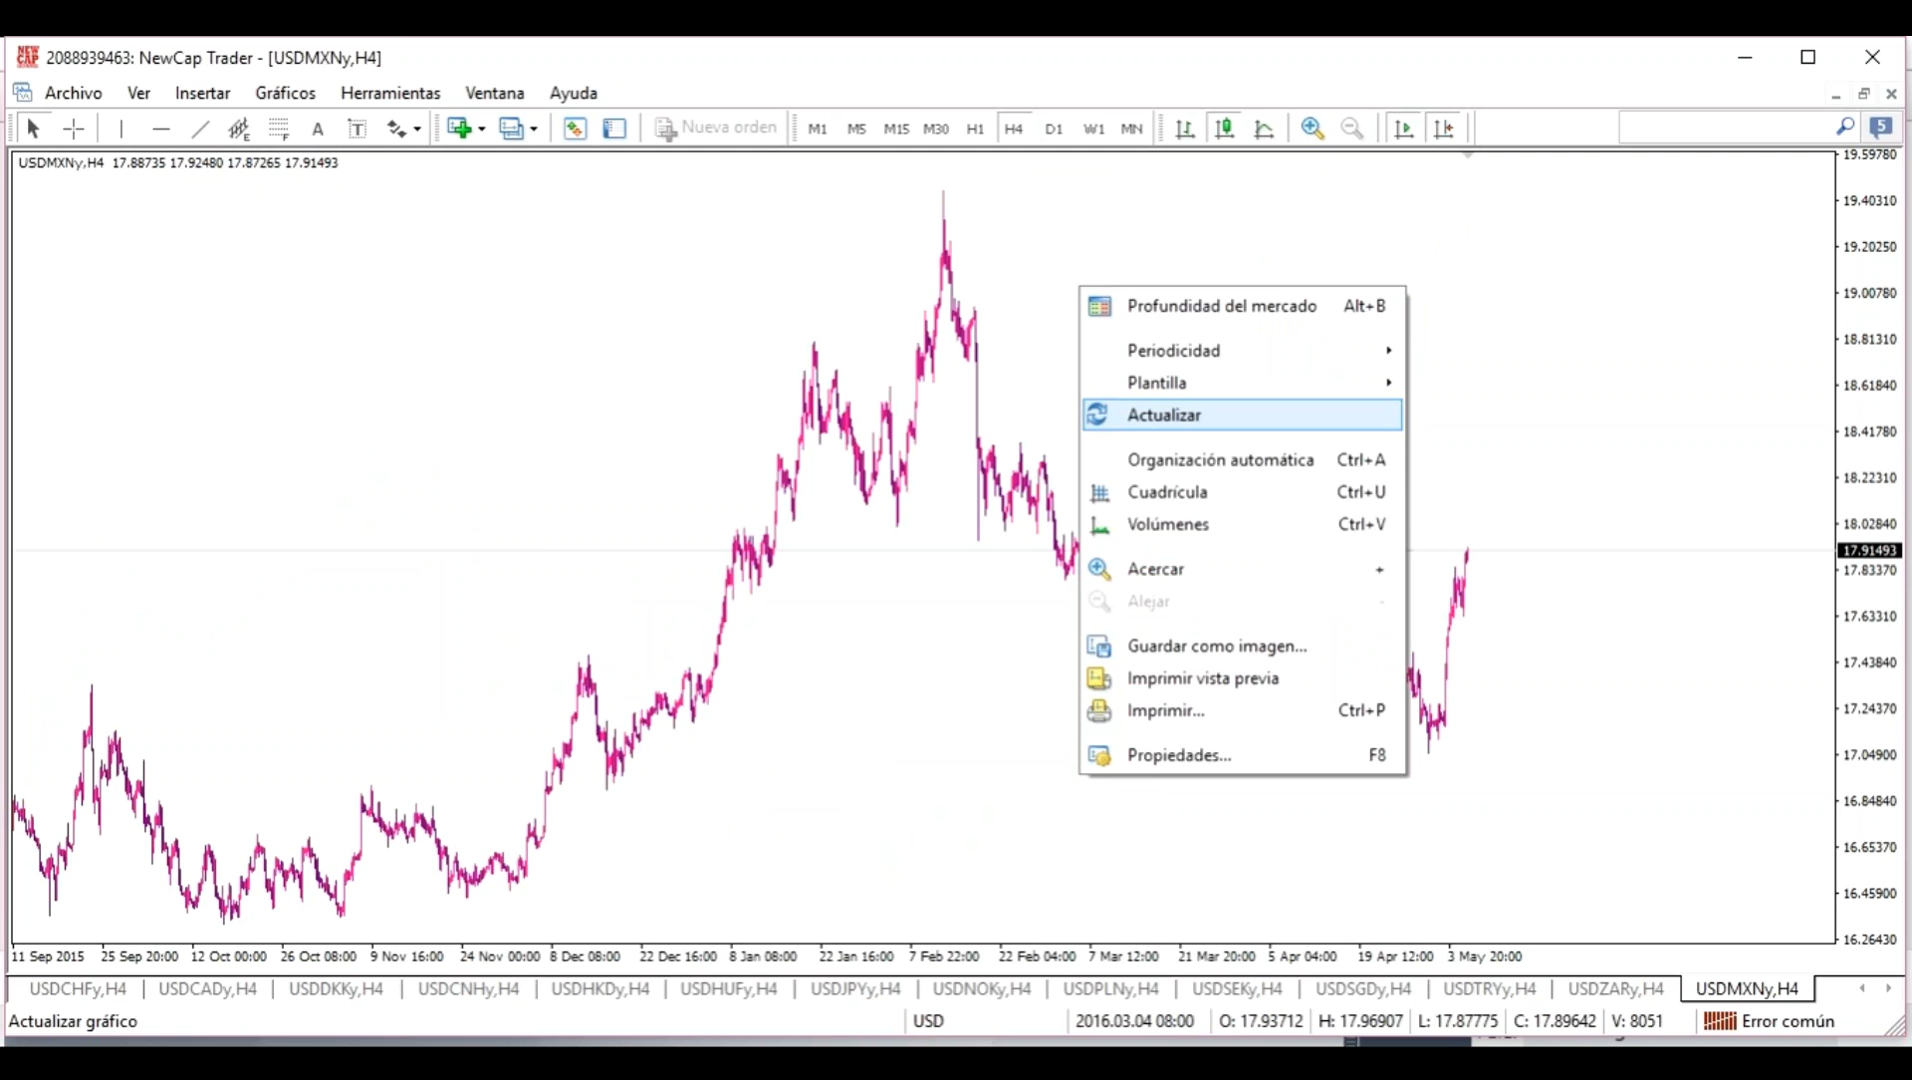 NEW CAP 2088939463: NewCap Trader - [USDMXNy,H4]
Archivo Ver Insertar Gráficos Herramientas Ventana Ayuda
E F A T Nueva orden M1 M5 M15 M30 H1 H4 D1 W1 MN 5
USDMXNy,H4 17.88735 17.92480 17.87265 17.91493
19.59780
19.40310
19.20250
19.00780
18.81310
18.61840
18.41780
18.22310
18.02840
17.91493
17.83370
17.63310
17.43840
17.24370
17.04900
16.84840
16.65370
16.45900
16.26430
Profundidad del mercado Alt+B
Periodicidad
Plantilla
Actualizar
Organización automática Ctrl+A
Cuadrícula Ctrl+U
Volúmenes Ctrl+V
Acercar +
Alejar -
Guardar como imagen...
Imprimir vista previa
Imprimir... Ctrl+P
Propiedades... F8
11 Sep 2015 25 Sep 20:00 12 Oct 00:00 26 Oct 08:00 9 Nov 16:00 24 Nov 00:00 8 Dec 08:00 22 Dec 16:00 8 Jan 08:00 22 Jan 16:00 7 Feb 22:00 22 Feb 04:00 7 Mar 12:00 21 Mar 20:00 5 Apr 04:00 19 Apr 12:00 3 May 20:00
USDCHFy,H4 USDCADy,H4 USDDKKy,H4 USDCNHy,H4 USDHKDy,H4 USDHUFy,H4 USDJPYy,H4 USDNOKy,H4 USDPLNy,H4 USDSEKy,H4 USDSGDy,H4 USDTRYy,H4 USDZARy,H4 USDMXNy,H4
Actualizar gráfico USD 2016.03.04 08:00 O: 17.93712 H: 17.96907 L: 17.87775 C: 17.89642 V: 8051 Error común